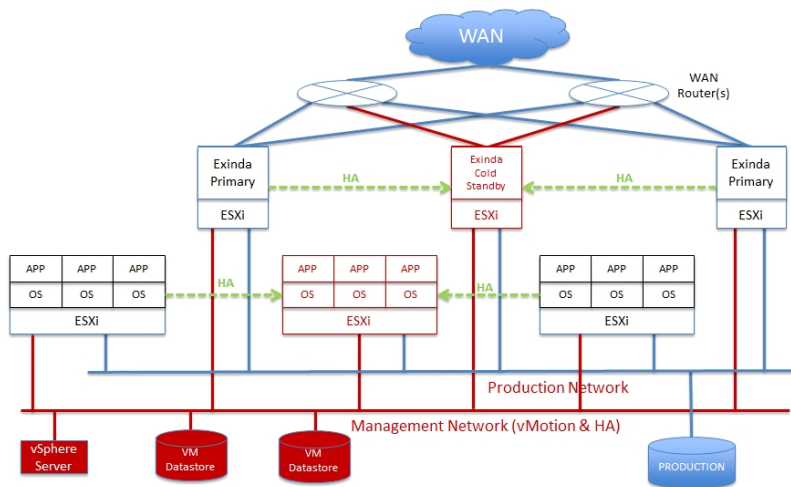 WAN
WAN
Router(s)
Exinda
Primary
ESXi
HA
Exinda
Cold
Standby
ESXi
HA
Exinda
Primary
ESXi
APP APP APP
OS OS OS
ESXi
HA
APP APP APP
OS OS OS
ESXi
HA
APP APP APP
OS OS OS
ESXi
Production Network
Management Network (vMotion & HA)
vSphere
Server
VM
Datastore
VM
Datastore
PRODUCTION